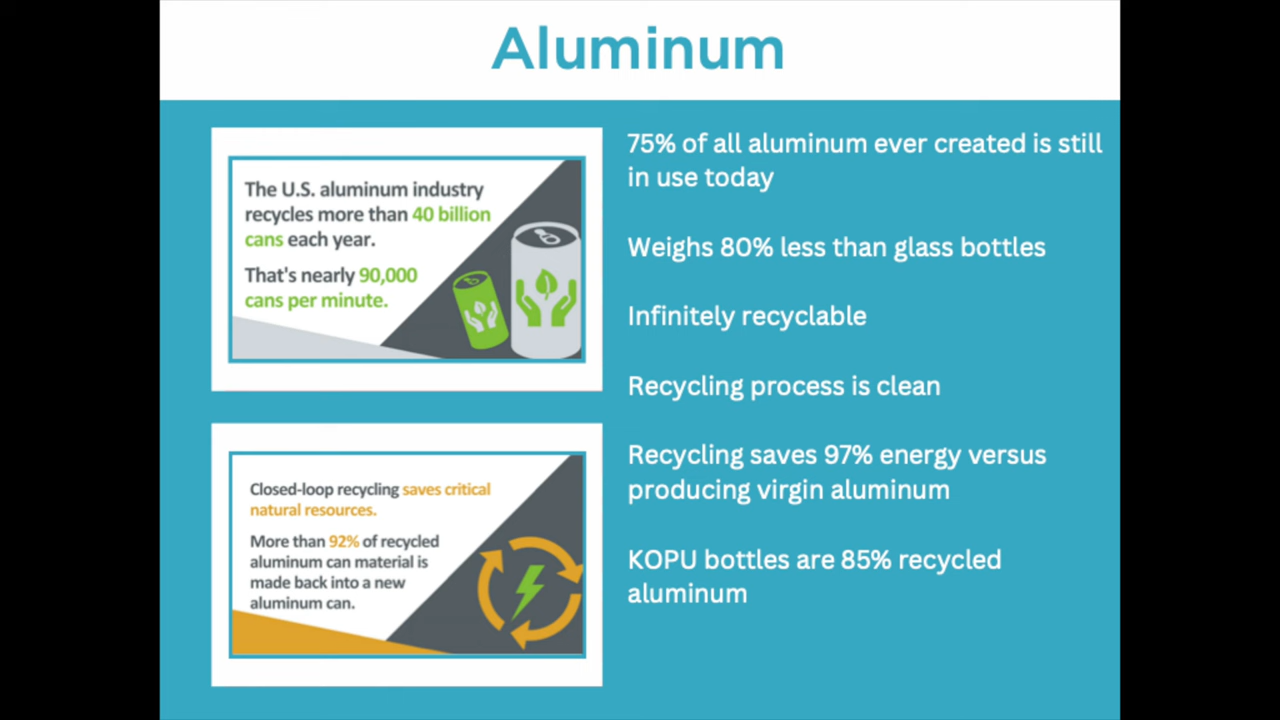 Aluminum
The U.S. aluminum industry
recycles more than 40 billion
cans each year.
That's nearly 90,000
cans per minute.
Closed-loop recycling saves critical
natural resources.
More than 92% of recycled
aluminum can material is
made back into a new
aluminum can.
75% of all aluminum ever created is still
in use today
Weighs 80% less than glass bottles
Infinitely recyclable
Recycling process is clean
Recycling saves 97% energy versus
producing virgin aluminum
KOPU bottles are 85% recycled
aluminum